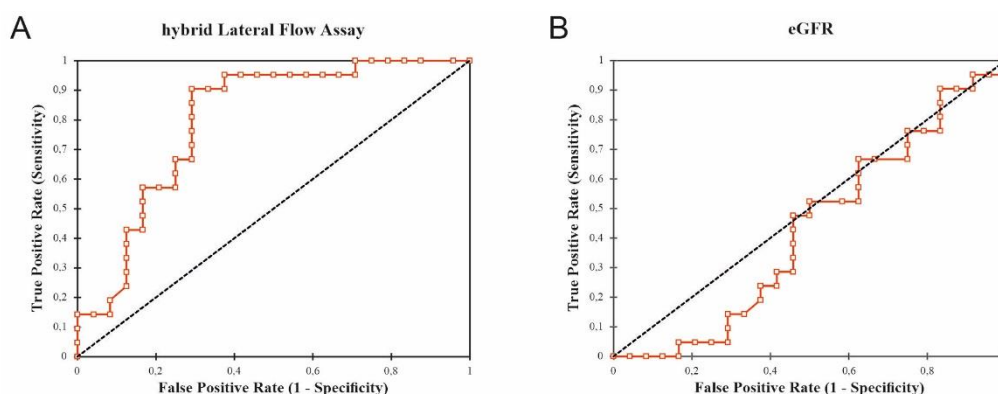 A
hybrid Lateral Flow Assay
1
0,9
0,8
0,7
0,6
0,5
0,4
0,3
0,2
0,1
0
True Positive Rate (Sensitivity)
0 0,2 0,4 0,6 0,8 1
False Positive Rate (1 - Specificity)
B
eGFR
1
0,9
0,8
0,7
0,6
0,5
0,4
0,3
0,2
0,1
0
True Positive Rate (Sensitivity)
0 0,2 0,4 0,6 0,8
False Positive Rate (1 - Specificity)